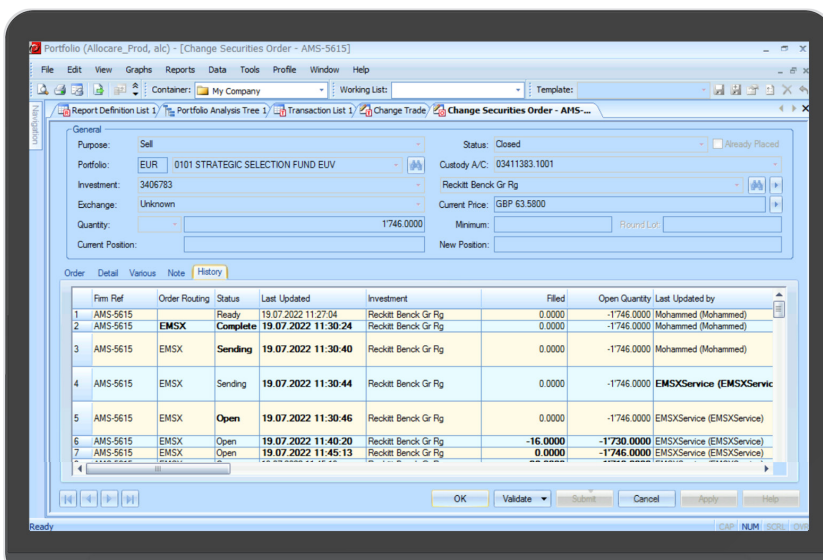 Portfolio (Allocare_Prod, alc) - [Change Securities Order - AMS-5615]
File Edit View Graphs Reports Data Tools Profile Window Help
Container: My Company Working List: Template:
Report Definition List 1 Portfolio Analysis Tree 1 Transaction List 1 Change Trade Change Securities Order - AMS-...
Navigation
General
Purpose: Sell Status: Closed Already Placed
Portfolio: EUR 0101 STRATEGIC SELECTION FUND EUV Custody A/C: 03411383.1001
Investment: 3406783 Reckitt Benck Gr Rg
Exchange: Unknown Current Price: GBP 63.5800
Quantity: 1'746.0000 Minimum: Round Lot:
Current Position: New Position:
Order Detail Various Note History
Firm Ref Order Routing Status Last Updated Investment Filled Open Quantity Last Updated by
1 AMS-5615 Ready 19.07.2022 11:27:04 Reckitt Benck Gr Rg 0.0000 -1'746.0000 Mohammed (Mohammed)
2 AMS-5615 EMSX Complete 19.07.2022 11:30:24 Reckitt Benck Gr Rg 0.0000 -1'746.0000 Mohammed (Mohammed)
3 AMS-5615 EMSX Sending 19.07.2022 11:30:40 Reckitt Benck Gr Rg 0.0000 -1'746.0000 Mohammed (Mohammed)
4 AMS-5615 EMSX Sending 19.07.2022 11:30:44 Reckitt Benck Gr Rg 0.0000 -1'746.0000 EMSXService (EMSXServic
5 AMS-5615 EMSX Open 19.07.2022 11:30:46 Reckitt Benck Gr Rg 0.0000 -1'746.0000 EMSXService (EMSXService)
6 AMS-5615 EMSX Open 19.07.2022 11:40:20 Reckitt Benck Gr Rg -16.0000 -1'730.0000 EMSXService (EMSXService)
7 AMS-5615 EMSX Open 19.07.2022 11:45:13 Reckitt Benck Gr Rg 0.0000 -1'746.0000 EMSXService (EMSXService)
OK Validate Submit Cancel Apply Help
Ready CAP NUM SCRL OVR